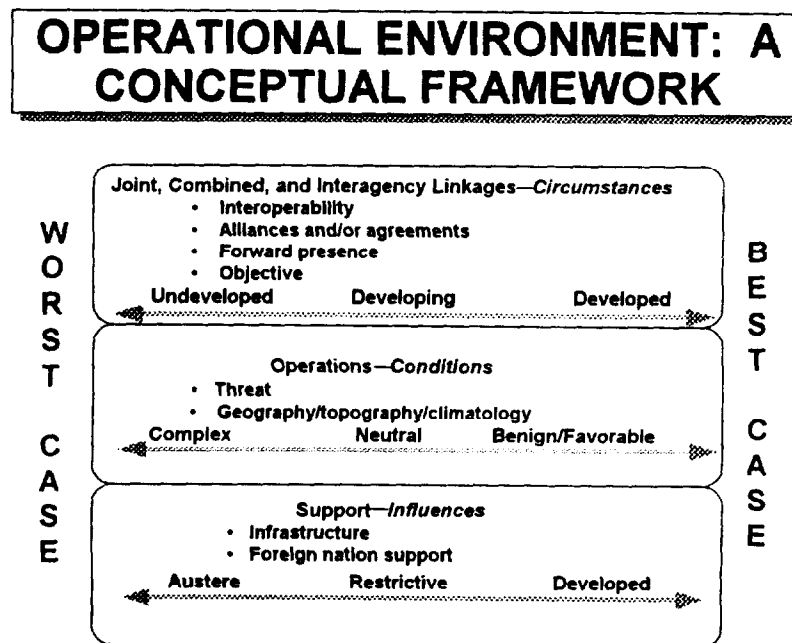 OPERATIONAL ENVIRONMENT: A
CONCEPTUAL FRAMEWORK
WORST CASE
Joint, Combined, and Interagency Linkages—Circumstances
• Interoperability
• Alliances and/or agreements
• Forward presence
• Objective
Undeveloped Developing Developed
Operations—Conditions
• Threat
• Geography/topography/climatology
Complex Neutral Benign/Favorable
Support—Influences
• Infrastructure
• Foreign nation support
Austere Restrictive Developed
BEST CASE